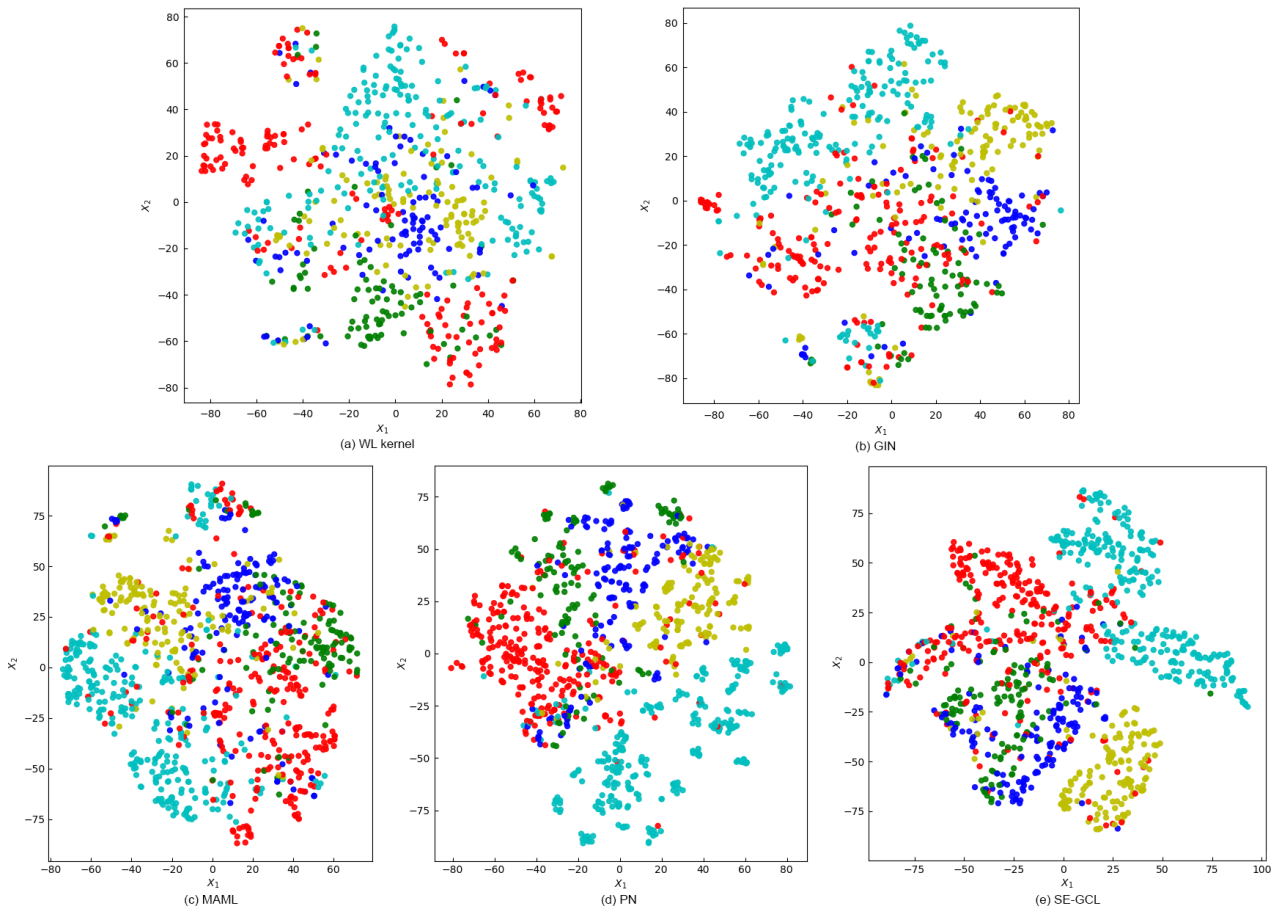 80
60
40
20
0
−20
−40
−60
−80
X₂
−80 −60 −40 −20 0 20 40 60 80
X₁
(a) WL kernel
80
60
40
20
0
−20
−40
−60
−80
X₂
−80 −60 −40 −20 0 20 40 60 80
X₁
(b) GIN
75
50
25
0
−25
−50
−75
X₂
−80 −60 −40 −20 0 20 40 60
X₁
(c) MAML
75
50
25
0
−25
−50
−75
X₂
−80 −60 −40 −20 0 20 40 60 80
X₁
(d) PN
75
50
25
0
−25
−50
−75
X₂
−75 −50 −25 0 25 50 75 100
X₁
(e) SE-GCL